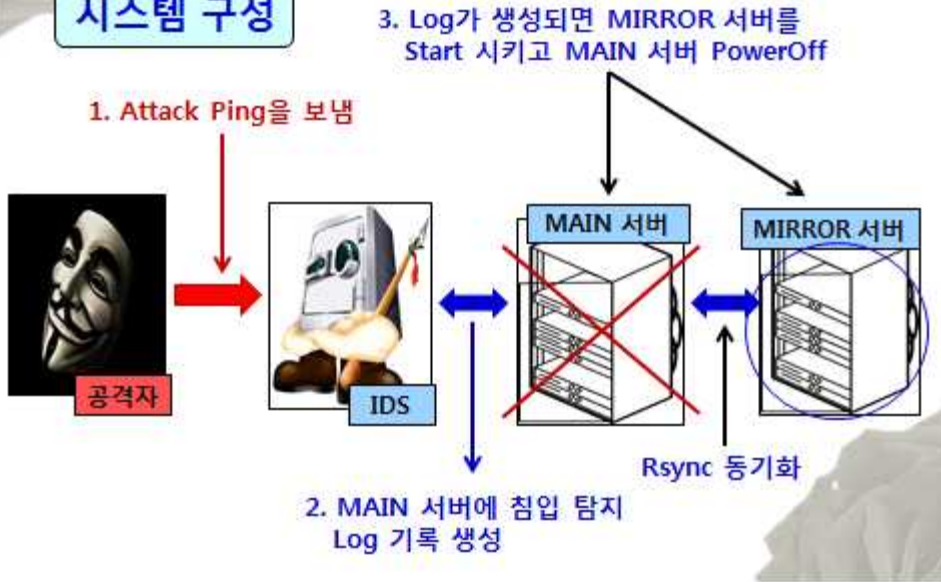 시스템 구성
3. Log가 생성되면 MIRROR 서버를
Start 시키고 MAIN 서버 PowerOff
1. Attack Ping을 보냄
MAIN 서버
MIRROR 서버
공격자
IDS
Rsync 동기화
2. MAIN 서버에 침입 탐지
Log 기록 생성